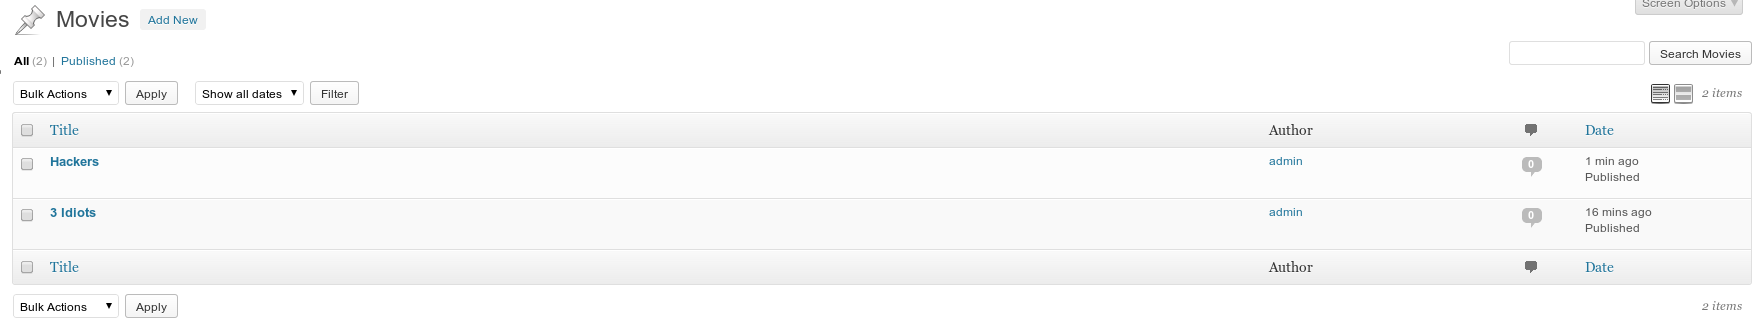 Screen Options
Movies Add New
All (2) | Published (2)
Search Movies
Bulk Actions Apply Show all dates Filter 2 items
Title Author Date
Hackers admin 0 1 min ago
Published
3 Idiots admin 0 16 mins ago
Published
Title Author Date
Bulk Actions Apply 2 items